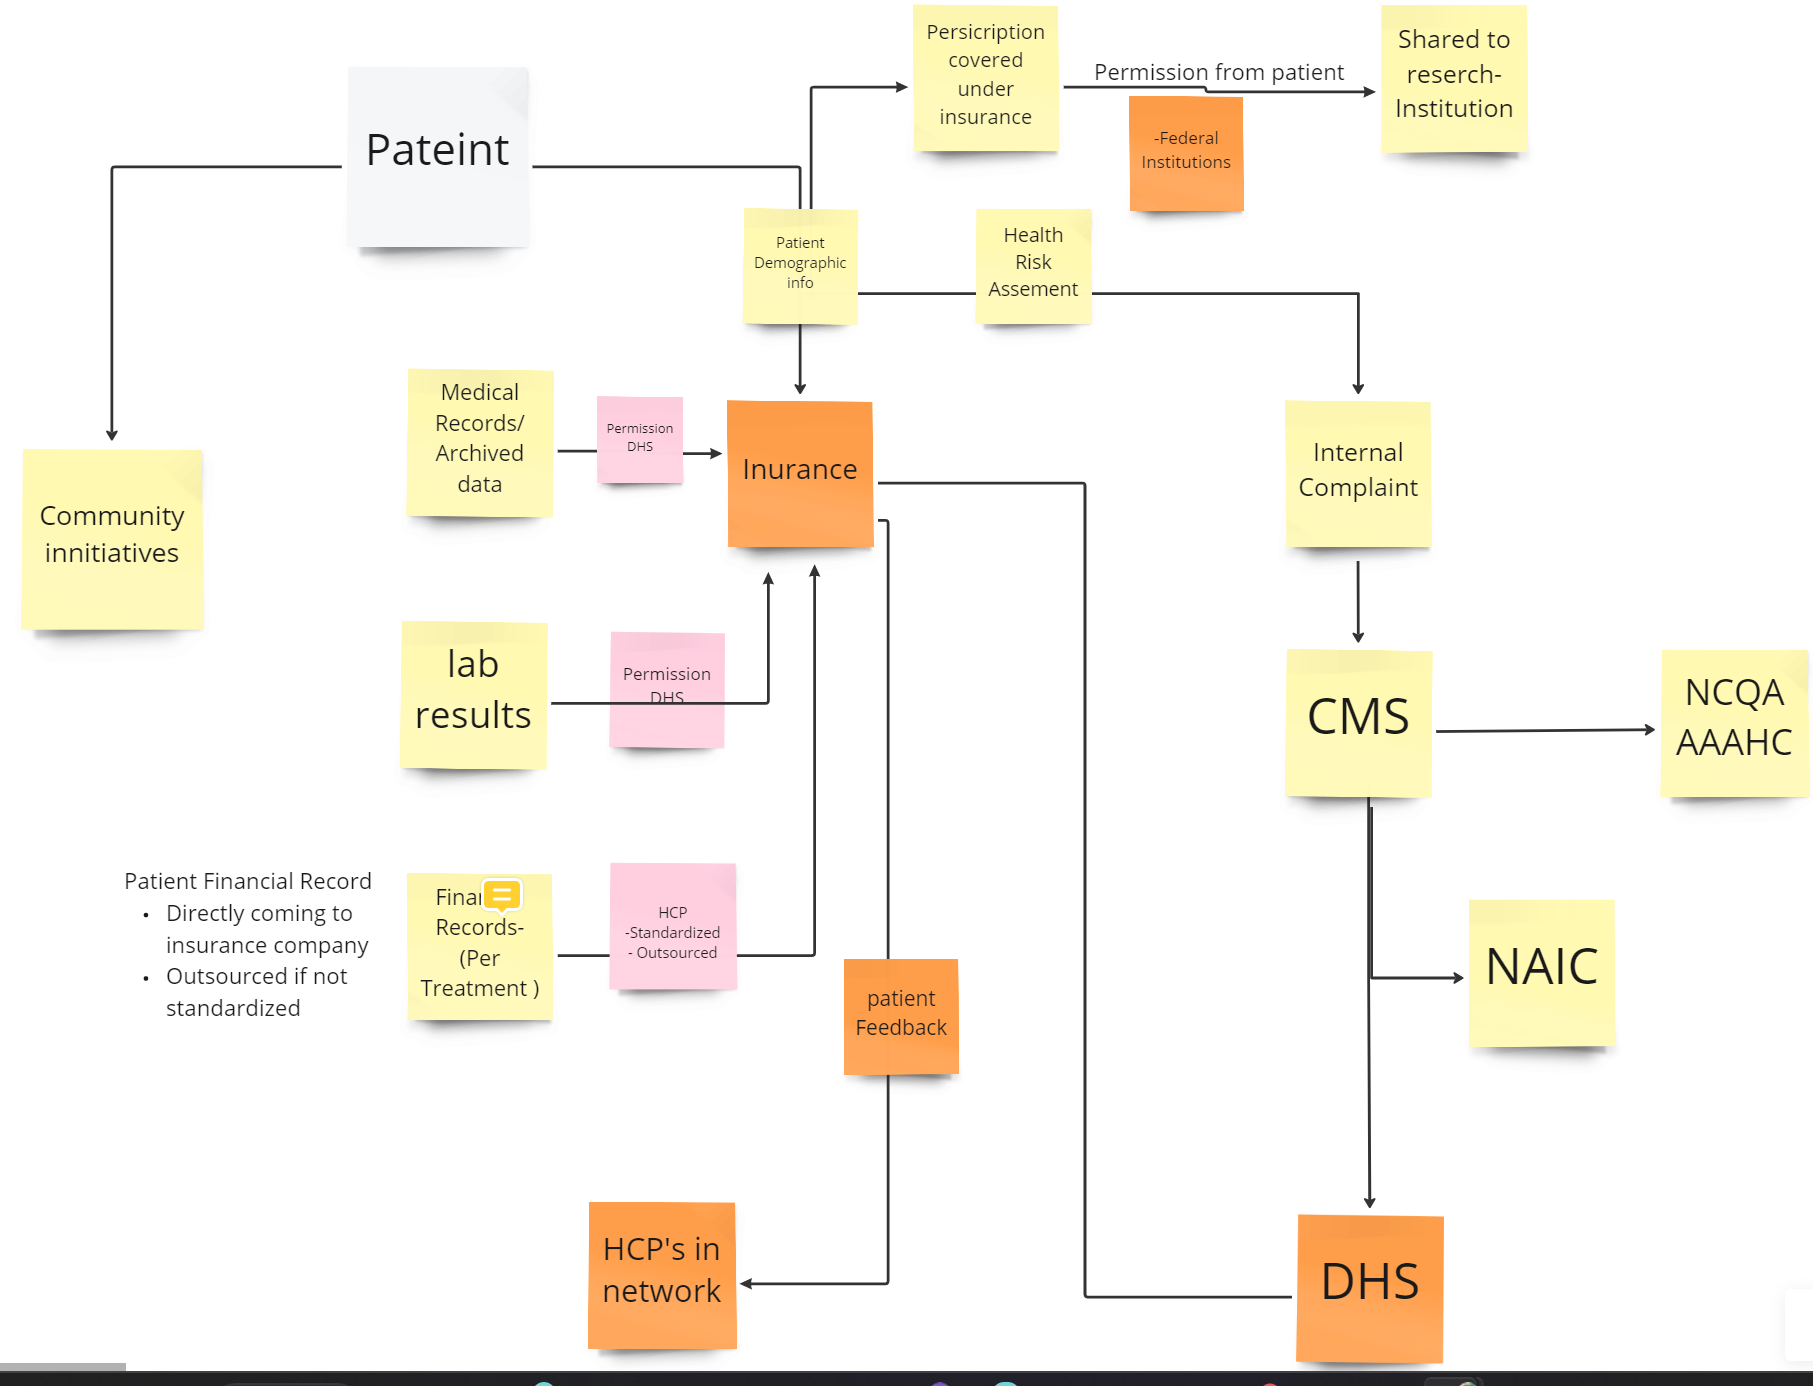 Persicription
covered
under
insurance
Permission from patient
Shared to
reserch-
Institution
-Federal
Institutions
Pateint
Patient
Demographic
info
Health
Risk
Assement
Medical
Records/
Archived
data
Permission
DHS
Inurance
Internal
Complaint
Community
innitiatives
lab
results
Permission
DHS
CMS
NCQA
AAAHC
Patient Financial Record
• Directly coming to
insurance company
• Outsourced if not
standardized
Records-
(Per
Treatment )
HCP
-Standardized
- Outsourced
patient
Feedback
NAIC
HCP's in
network
DHS